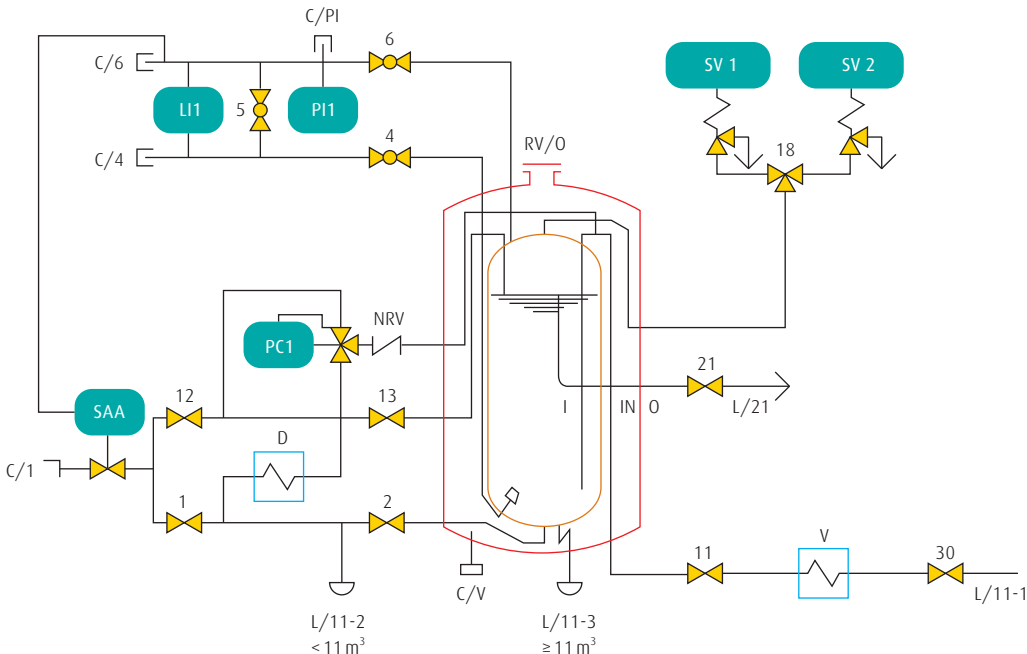 C/PI
6
C/6
LI1
5
PI1
SV 1
SV 2
4
C/4
RV/O
18
NRV
PC1
21
12
13
I
IN
O
L/21
SAA
D
C/1
1
2
V
11
30
C/V
L/11-1
L/11-2
< 11 m³
L/11-3
≥ 11 m³